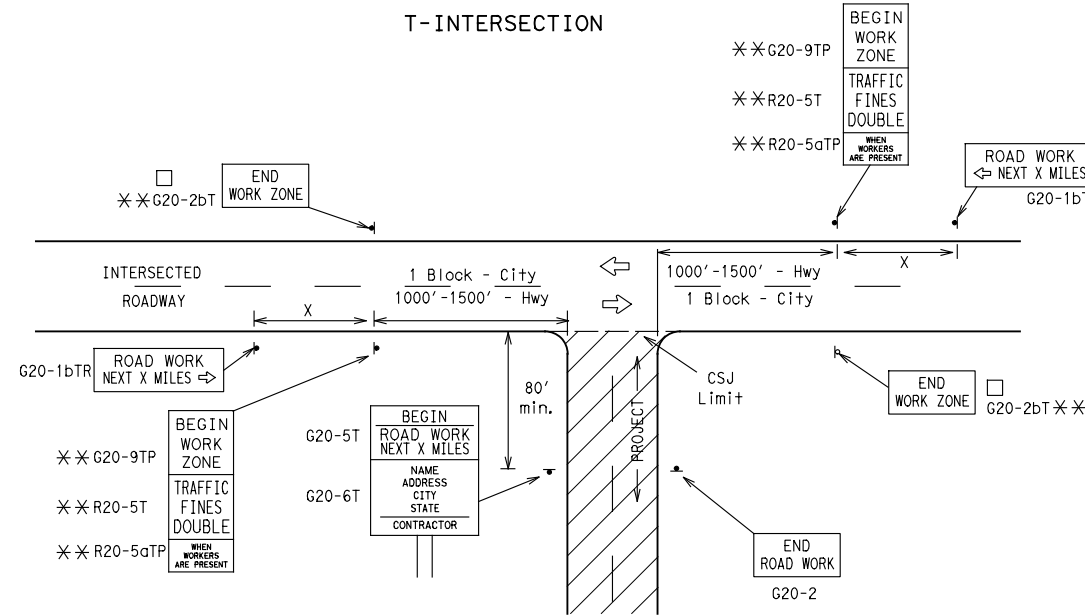 T-INTERSECTION
✳✳G20-9TP
BEGIN
WORK
ZONE
✳✳R20-5T
TRAFFIC
FINES
DOUBLE
✳✳R20-5aTP
WHEN
WORKERS
ARE PRESENT
ROAD WORK
⇦ NEXT X MILES
G20-1bT
□
✳✳G20-2bT
END
WORK ZONE
INTERSECTED
ROADWAY
1 Block - City
1000'-1500' - Hwy
X
1000'-1500' - Hwy
1 Block - City
X
G20-1bTR
ROAD WORK
NEXT X MILES ⇨
80'
min.
CSJ
Limit
PROJECT
END
WORK ZONE
□
G20-2bT ✳✳
✳✳ G20-9TP
BEGIN
WORK
ZONE
✳✳ R20-5T
TRAFFIC
FINES
DOUBLE
✳✳ R20-5aTP
WHEN
WORKERS
ARE PRESENT
G20-5T
BEGIN
ROAD WORK
NEXT X MILES
G20-6T
NAME
ADDRESS
CITY
STATE
CONTRACTOR
END
ROAD WORK
G20-2